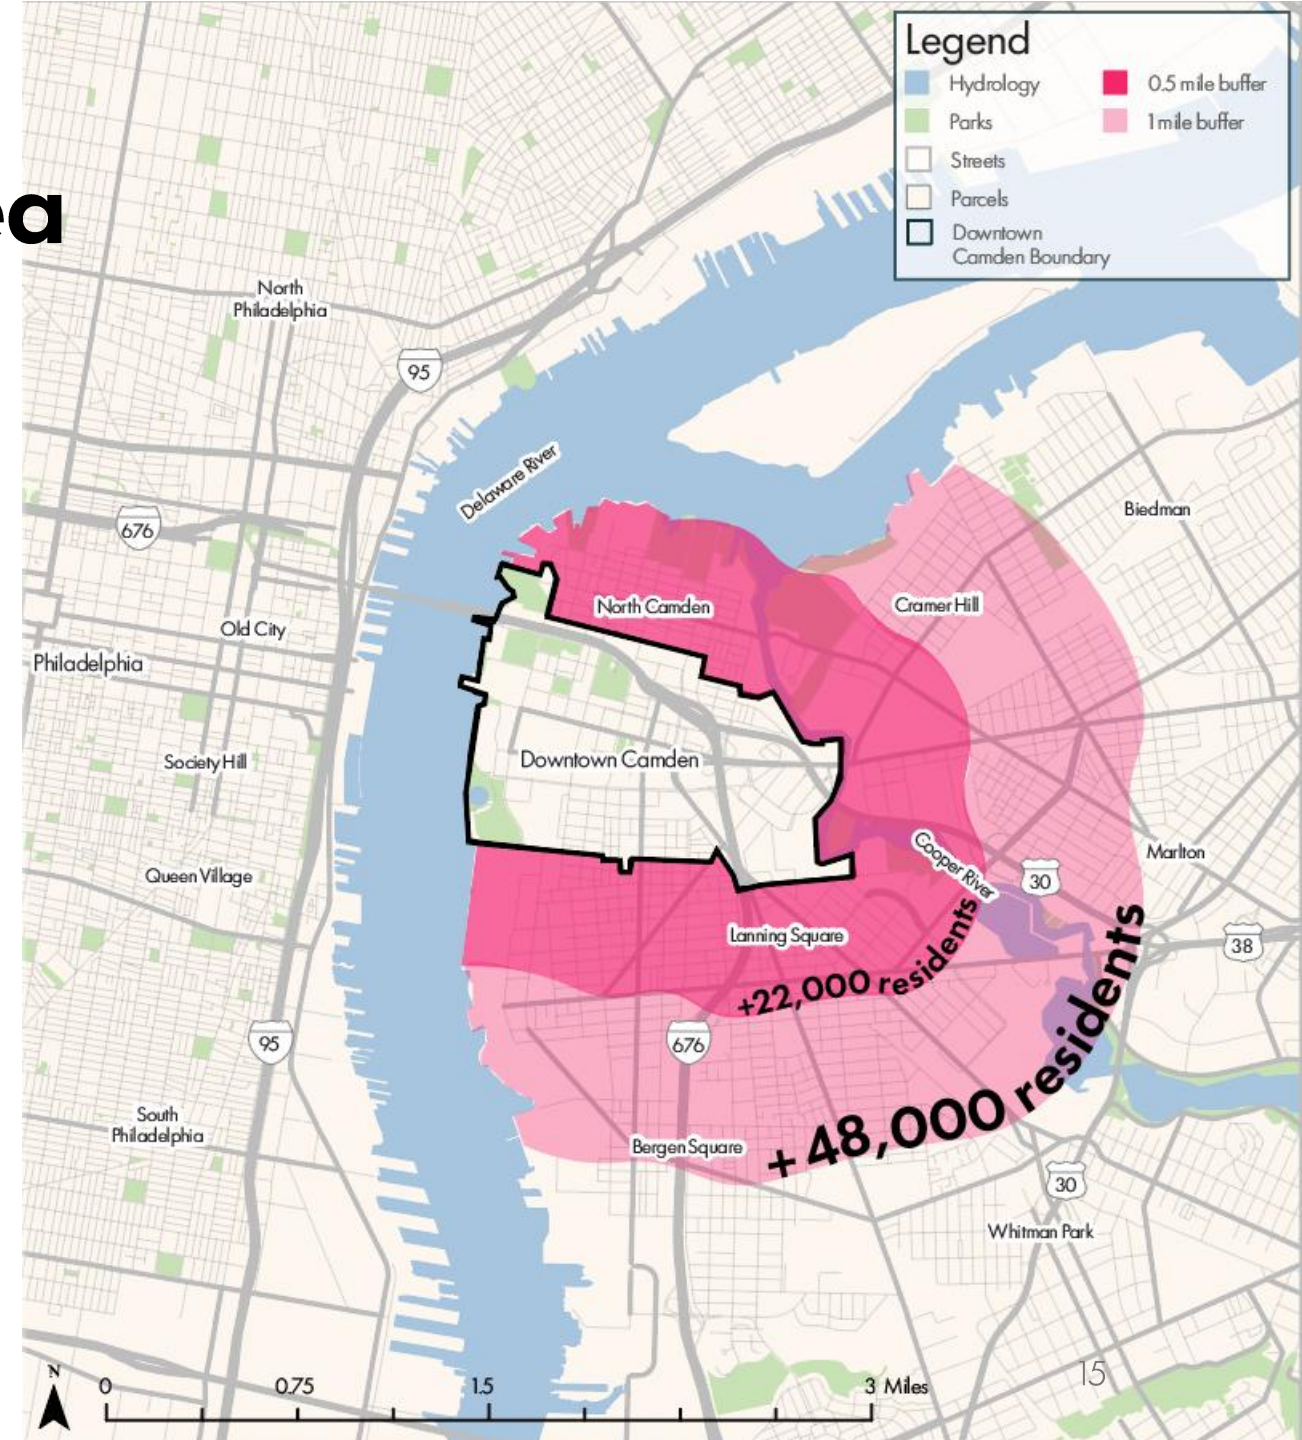 ea
Legend
Hydrology
Parks
Streets
Parcels
Downtown
Camden Boundary
0.5 mile buffer
1 mile buffer
North
Philadelphia
95
Delaware River
676
Biedman
North Camden
Cramer Hill
Old City
Philadelphia
Society Hill
Downtown Camden
Queen Village
Marlton
Cooper River
30
38
Lanning Square
+22,000 residents
+48,000 residents
95
676
South
Philadelphia
Bergen Square
30
Whitman Park
15
N
0 0.75 1.5 3 Miles